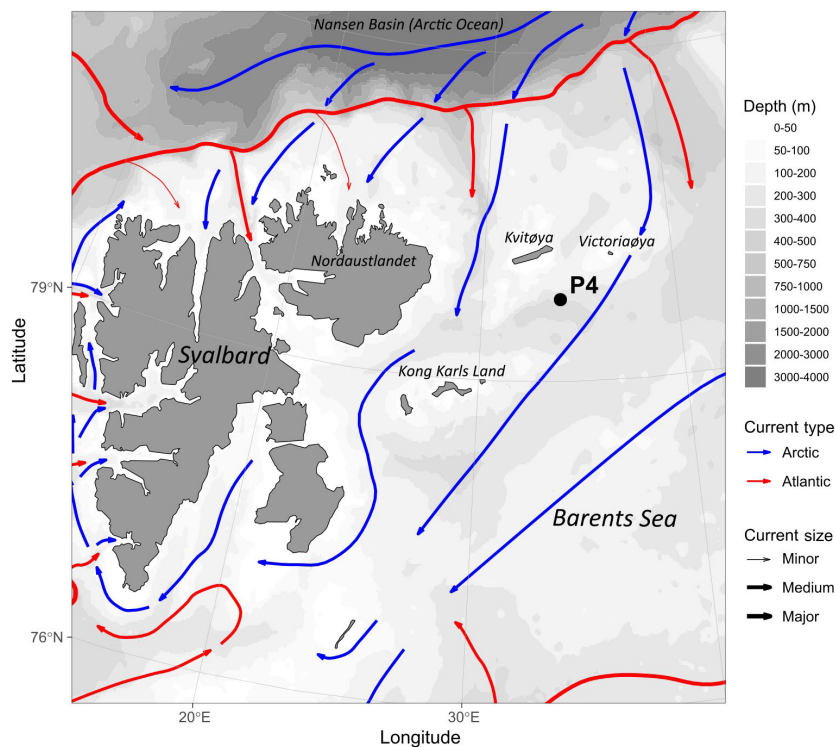 Nansen Basin (Arctic Ocean)
Kvitøya
Victoriaøya
Nordaustlandet
P4
79°N
Svalbard
Kong Karls Land
Barents Sea
76°N
20°E
30°E
Latitude
Longitude
Depth (m)
0-50
50-100
100-200
200-300
300-400
400-500
500-750
750-1000
1000-1500
1500-2000
2000-3000
3000-4000
Current type
Arctic
Atlantic
Current size
Minor
Medium
Major